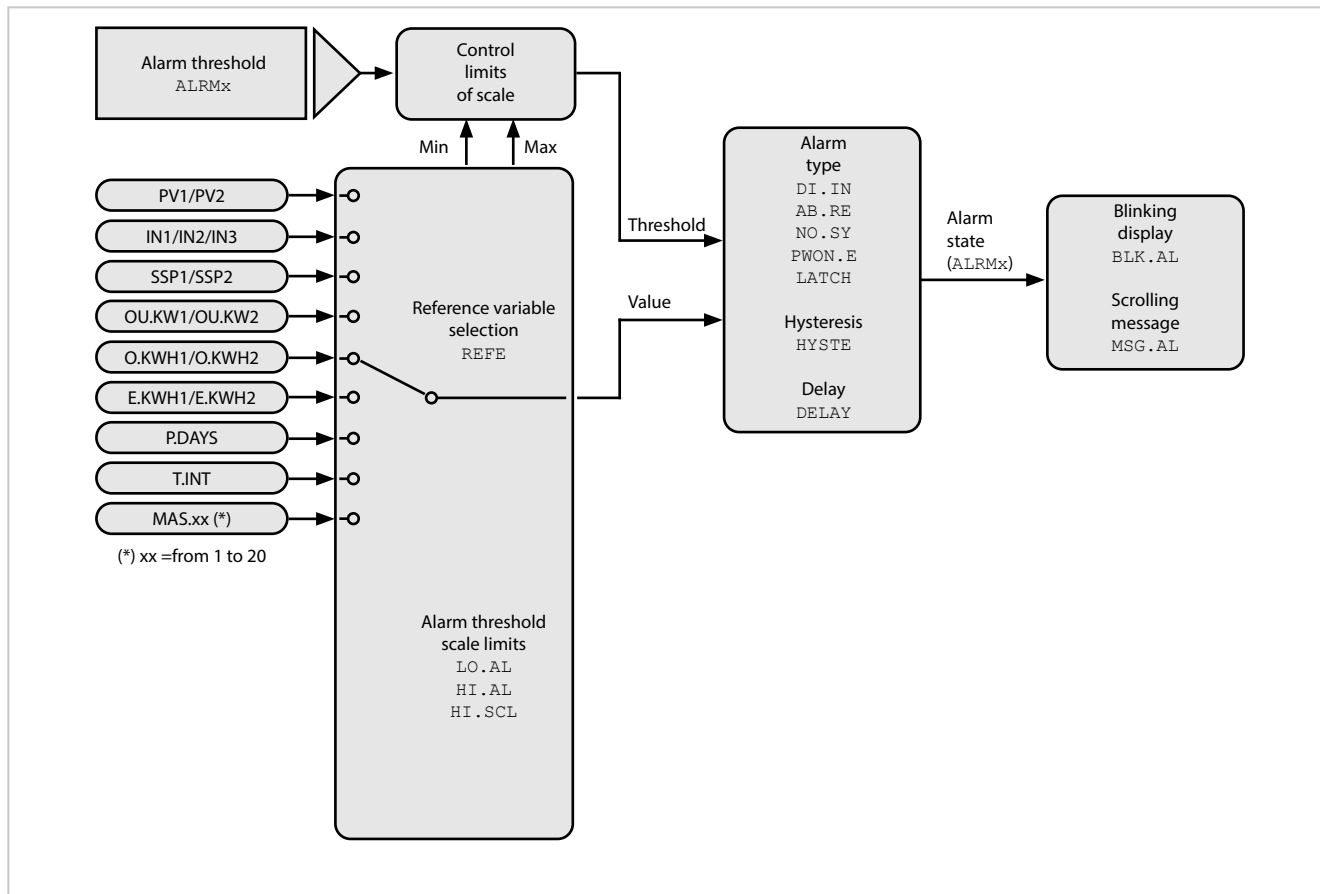 Alarm threshold
ALRMx
Control
limits
of scale
Min
Max
PV1/PV2
IN1/IN2/IN3
SSP1/SSP2
OU.KW1/OU.KW2
O.KWH1/O.KWH2
E.KWH1/E.KWH2
P.DAYS
T.INT
MAS.xx (*)
(*) xx =from 1 to 20
Reference variable
selection
REFE
Alarm threshold
scale limits
LO.AL
HI.AL
HI.SCL
Threshold
Value
Alarm
type
DI.IN
AB.RE
NO.SY
PWON.E
LATCH
Hysteresis
HYSTE
Delay
DELAY
Alarm
state
(ALRMx)
Blinking
display
BLK.AL
Scrolling
message
MSG.AL